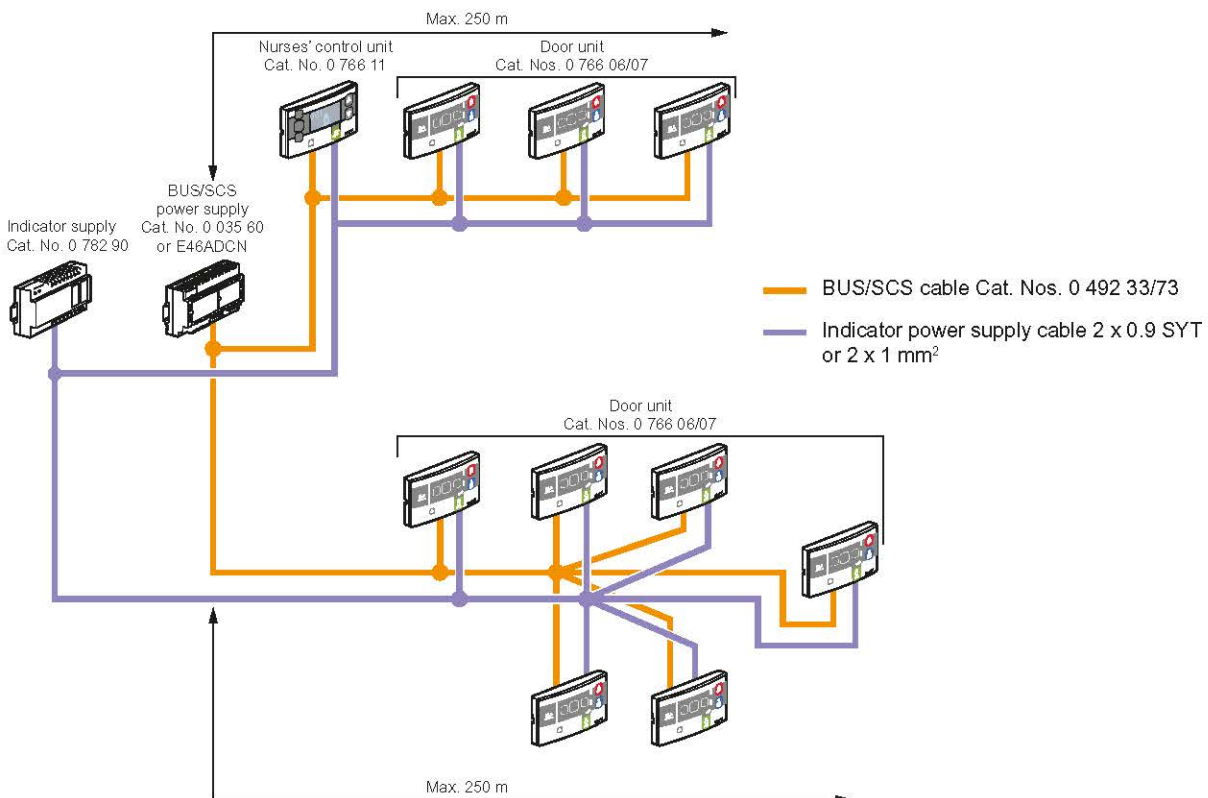 Max. 250 m
Nurses' control unit
Cat. No. 0 766 11
Door unit
Cat. Nos. 0 766 06/07
BUS/SCS
power supply
Cat. No. 0 035 60
or E46ADCN
Indicator supply
Cat. No. 0 782 90
BUS/SCS cable Cat. Nos. 0 492 33/73
Indicator power supply cable 2 x 0.9 SYT
or 2 x 1 mm²
Door unit
Cat. Nos. 0 766 06/07
Max. 250 m